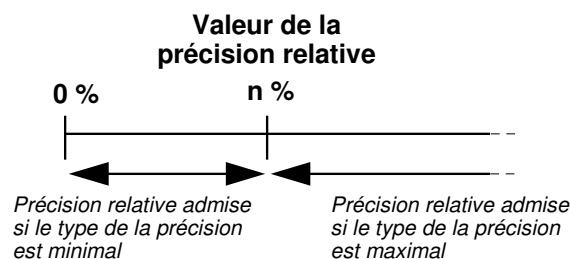 Valeur de la
précision relative
0 %
n %
Précision relative admise
si le type de la précision
est minimal
Précision relative admise
si le type de la précision
est maximal